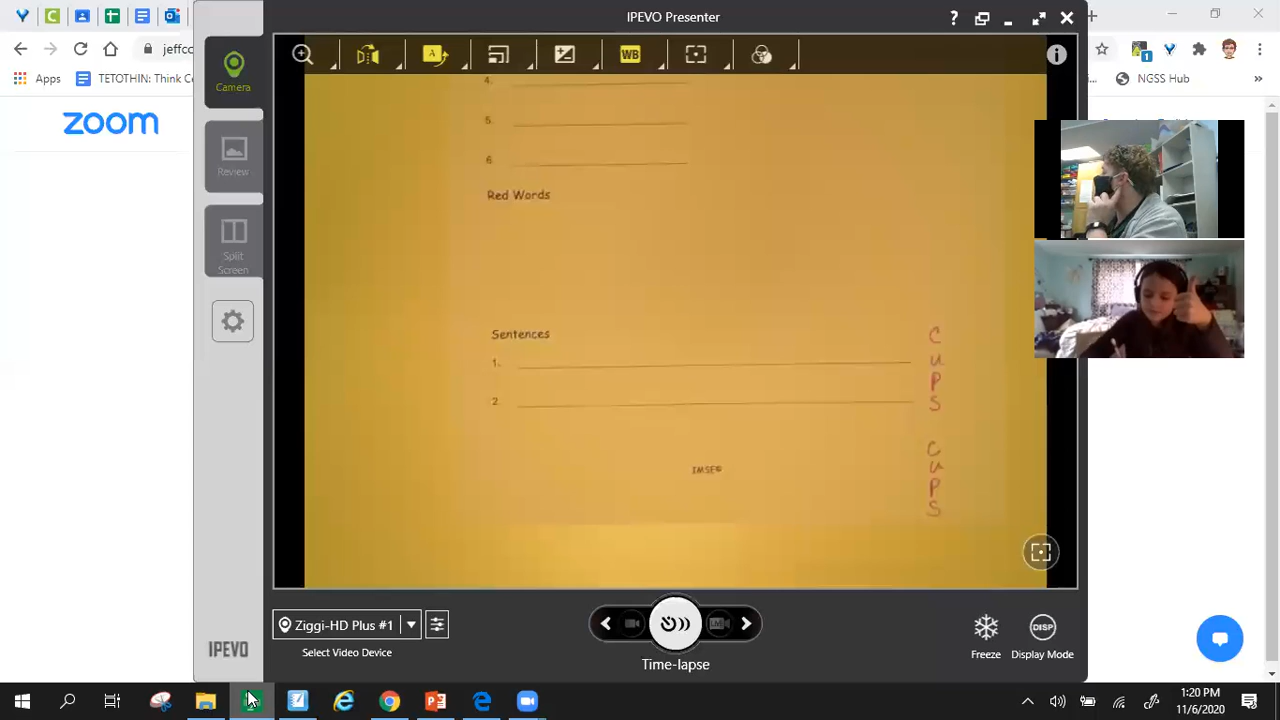 IPEVO Presenter
?
jeffcc
Apps
TETOTHIN: Think Ce
NGSS Hub
»
zoom
Camera
Review
Split
Screen
WB
4.
5.
6.
Red Words
Sentences
1.
2.
C
U
P
S
IMSE©
C
U
P
S
Ziggi-HD Plus #1
Select Video Device
Time-lapse
Freeze
DISP
Display Mode
IPEVO
1:20 PM
11/6/2020